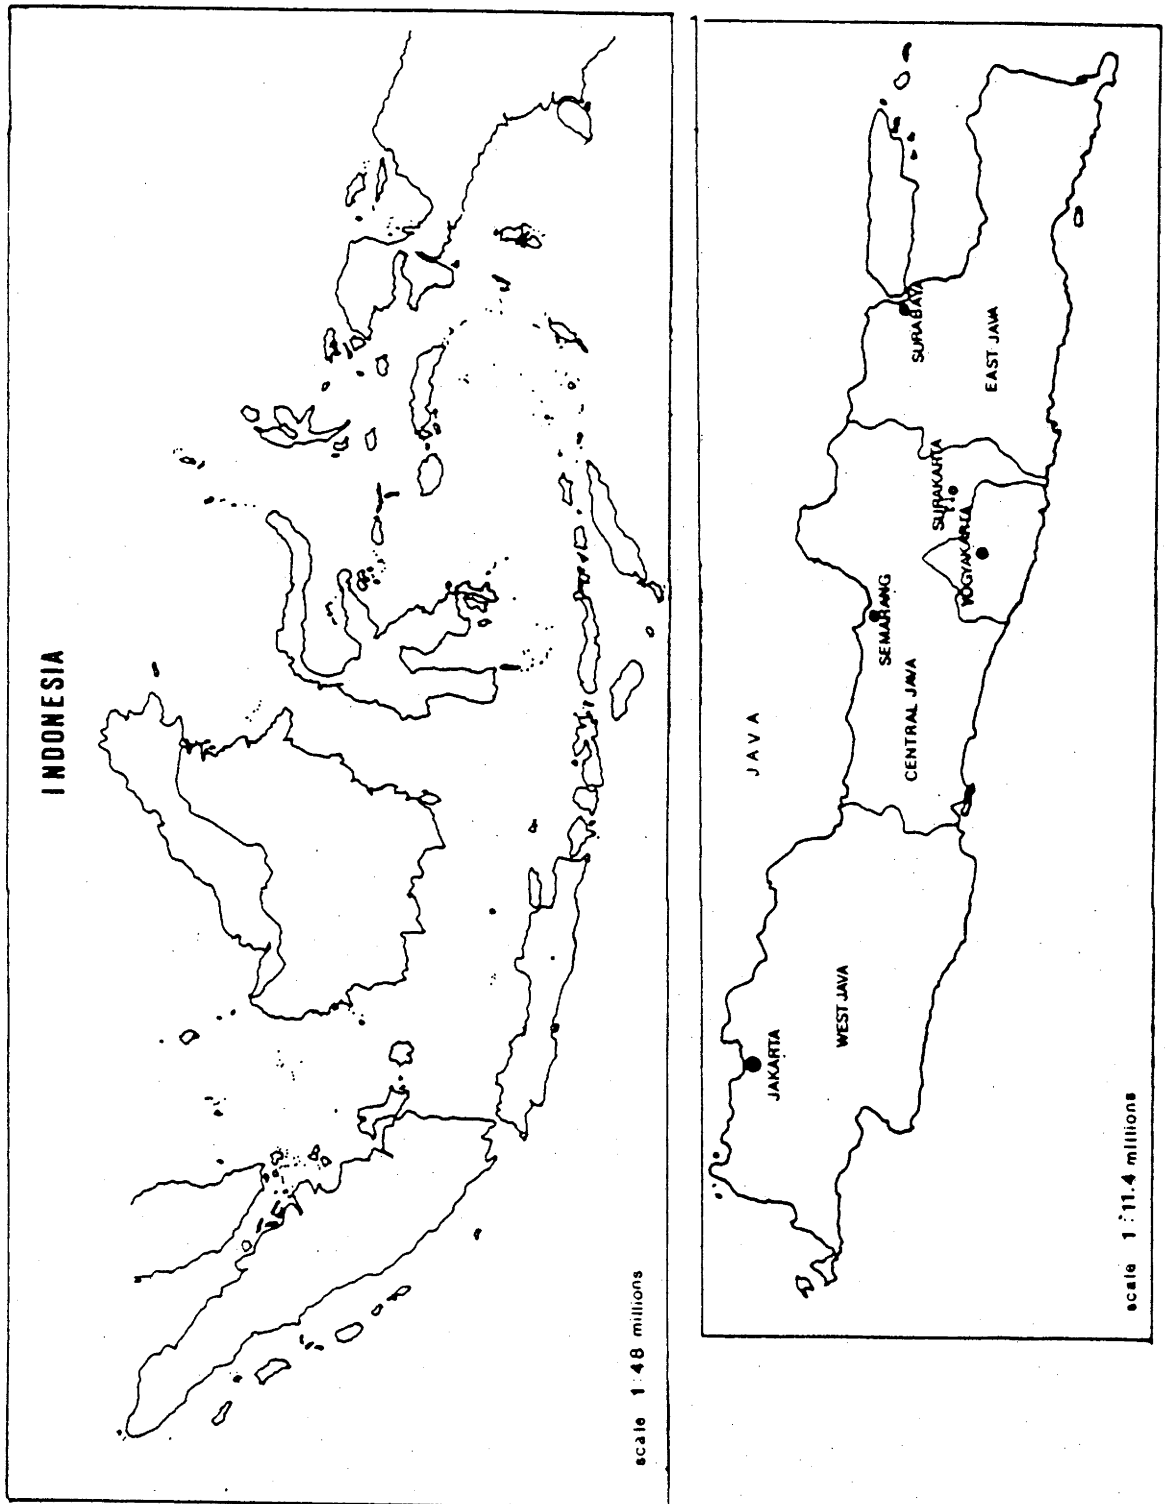 INDONESIA
scale 1:48 millions
JAVA
JAKARTA
WEST JAVA
CENTRAL JAVA
SEMARANG
YOGYAKARTA
SURAKARTA
SURABAYA
EAST JAVA
scale 1:11.4 millions